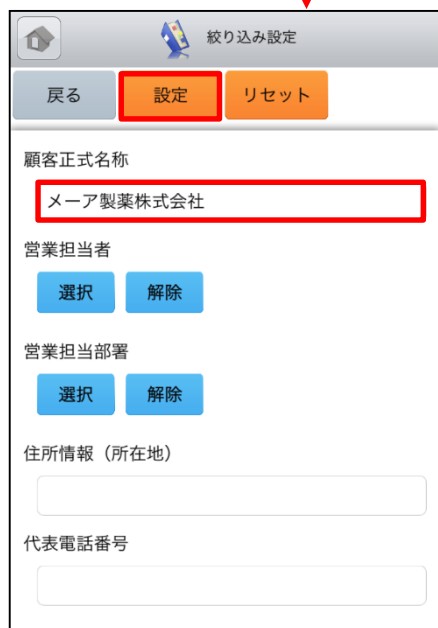 絞り込み設定
戻る 設定 リセット
顧客正式名称
メーア製薬株式会社
営業担当者
選択 解除
営業担当部署
選択 解除
住所情報（所在地）
代表電話番号